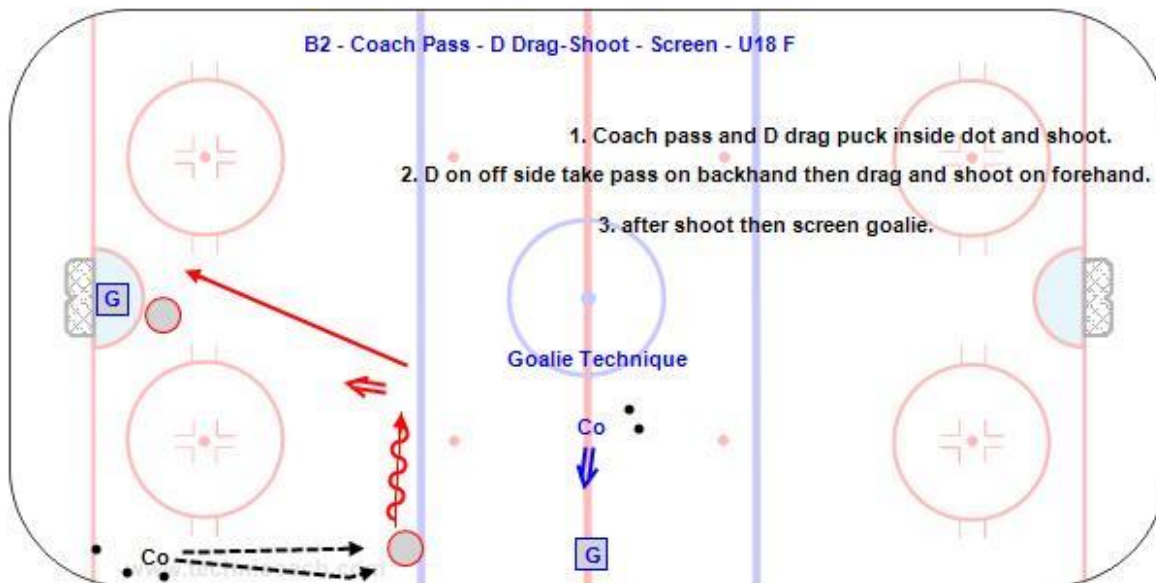 B2 - Coach Pass - D Drag-Shoot - Screen - U18 F
1. Coach pass and D drag puck inside dot and shoot.
2. D on off side take pass on backhand then drag and shoot on forehand.
3. after shoot then screen goalie.
G
Goalie Technique
Co
Co
G